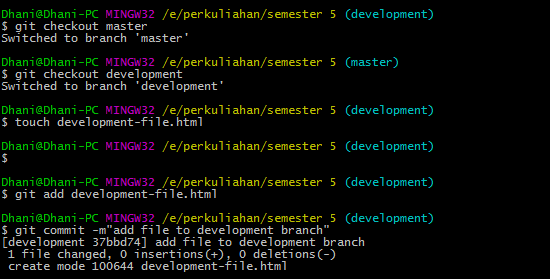 Dhani@Dhani-PC MINGW32 /e/perkuliahan/semester 5 (development)
$ git checkout master
Switched to branch 'master'
Dhani@Dhani-PC MINGW32 /e/perkuliahan/semester 5 (master)
$ git checkout development
Switched to branch 'development'
Dhani@Dhani-PC MINGW32 /e/perkuliahan/semester 5 (development)
$ touch development-file.html
Dhani@Dhani-PC MINGW32 /e/perkuliahan/semester 5 (development)
$
Dhani@Dhani-PC MINGW32 /e/perkuliahan/semester 5 (development)
$ git add development-file.html
Dhani@Dhani-PC MINGW32 /e/perkuliahan/semester 5 (development)
$ git commit -m"add file to development branch"
[development 37bbd74] add file to development branch
1 file changed, 0 insertions(+), 0 deletions(-)
create mode 100644 development-file.html